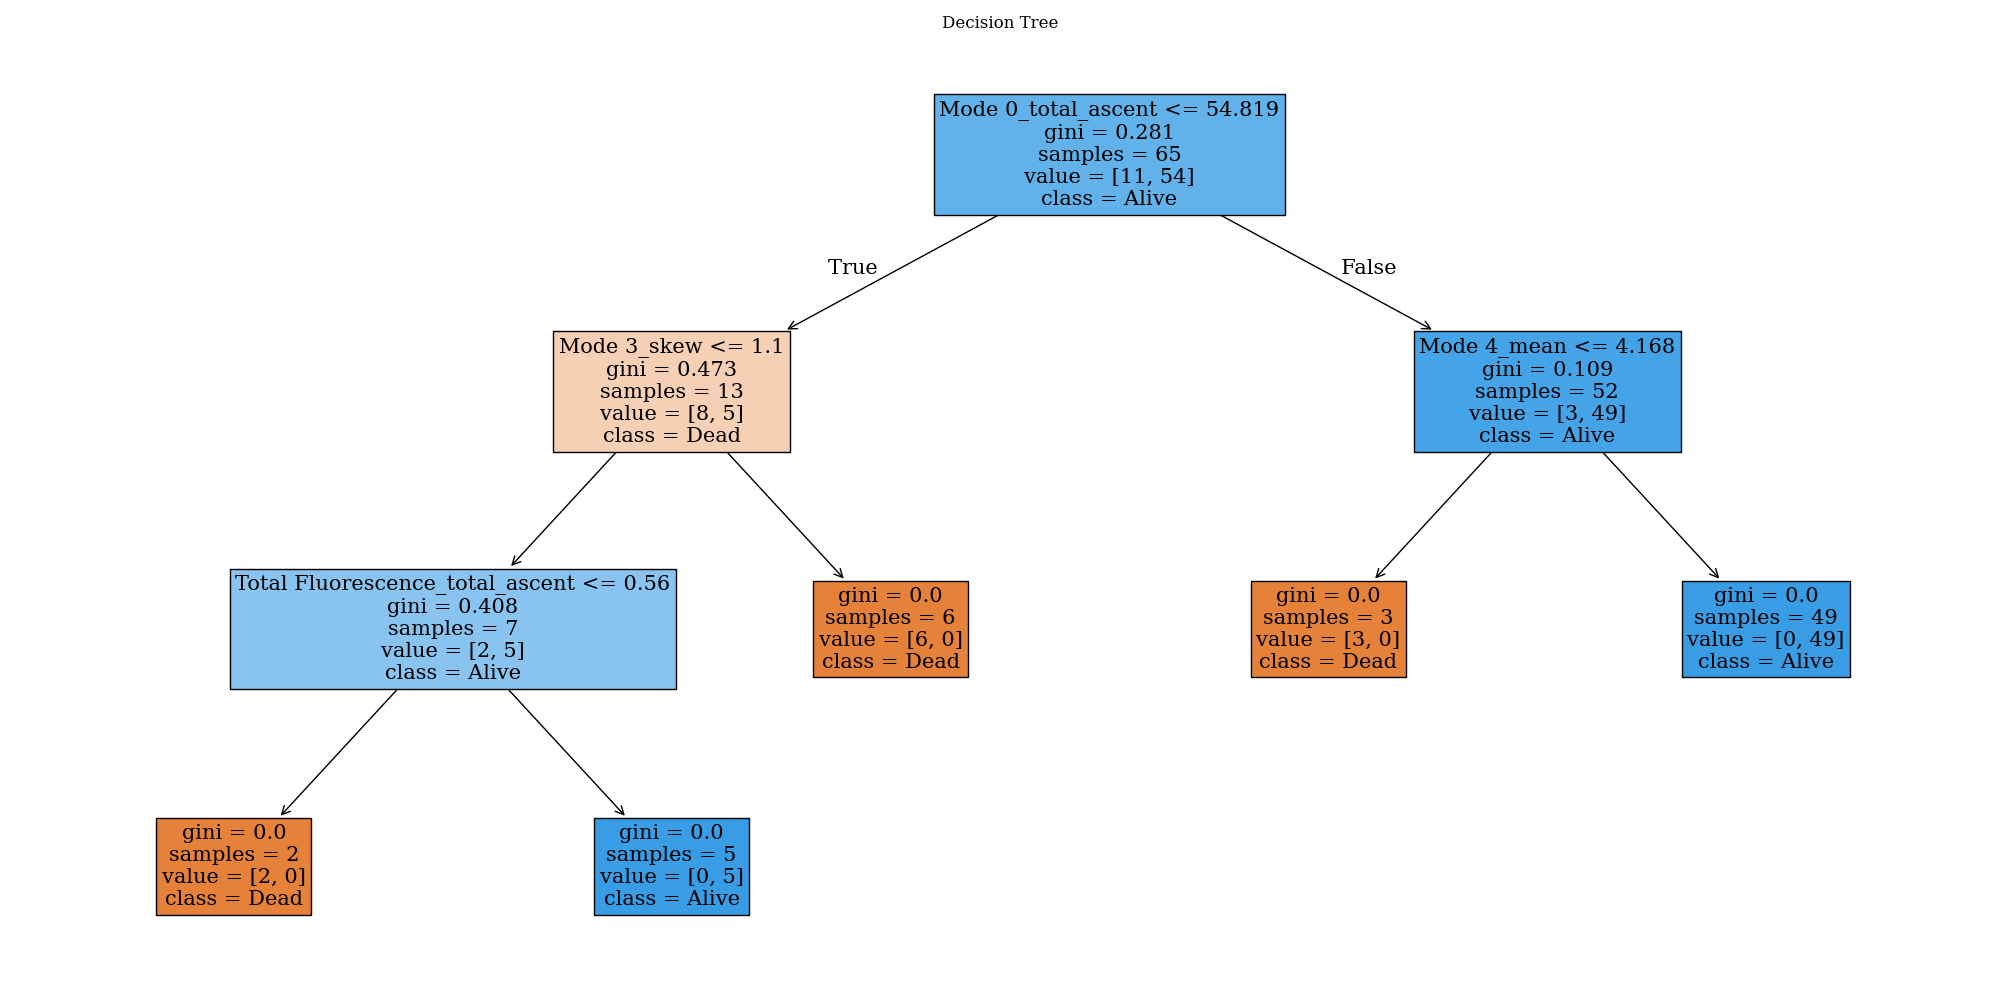 Decision Tree
Mode 0_total_ascent <= 54.819
gini = 0.281
samples = 65
value = [11, 54]
class = Alive
True
False
Mode 3_skew <= 1.1
gini = 0.473
samples = 13
value = [8, 5]
class = Dead
Mode 4_mean <= 4.168
gini = 0.109
samples = 52
value = [3, 49]
class = Alive
Total Fluorescence_total_ascent <= 0.56
gini = 0.408
samples = 7
value = [2, 5]
class = Alive
gini = 0.0
samples = 6
value = [6, 0]
class = Dead
gini = 0.0
samples = 3
value = [3, 0]
class = Dead
gini = 0.0
samples = 49
value = [0, 49]
class = Alive
gini = 0.0
samples = 2
value = [2, 0]
class = Dead
gini = 0.0
samples = 5
value = [0, 5]
class = Alive